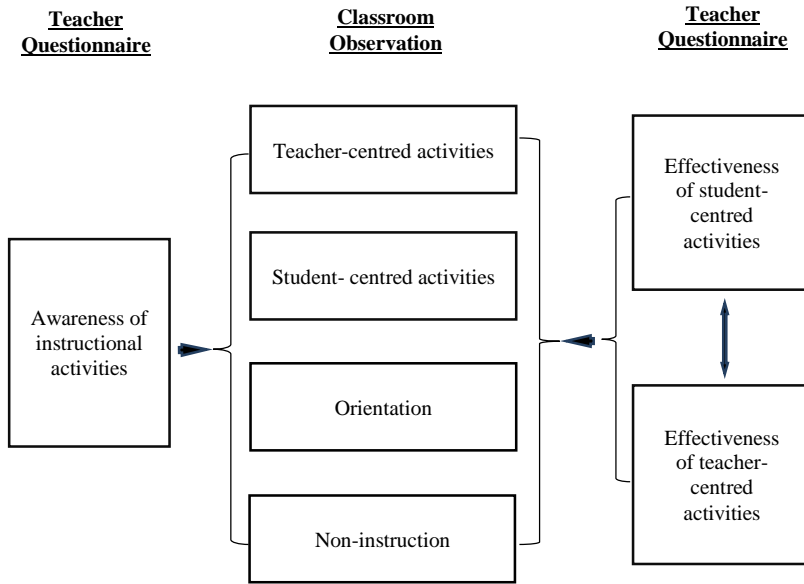 Teacher
Questionnaire
Classroom
Observation
Teacher
Questionnaire
Awareness of
instructional
activities
Teacher-centred activities
Student- centred activities
Orientation
Non-instruction
Effectiveness
of student-
centred
activities
Effectiveness
of teacher-
centred
activities